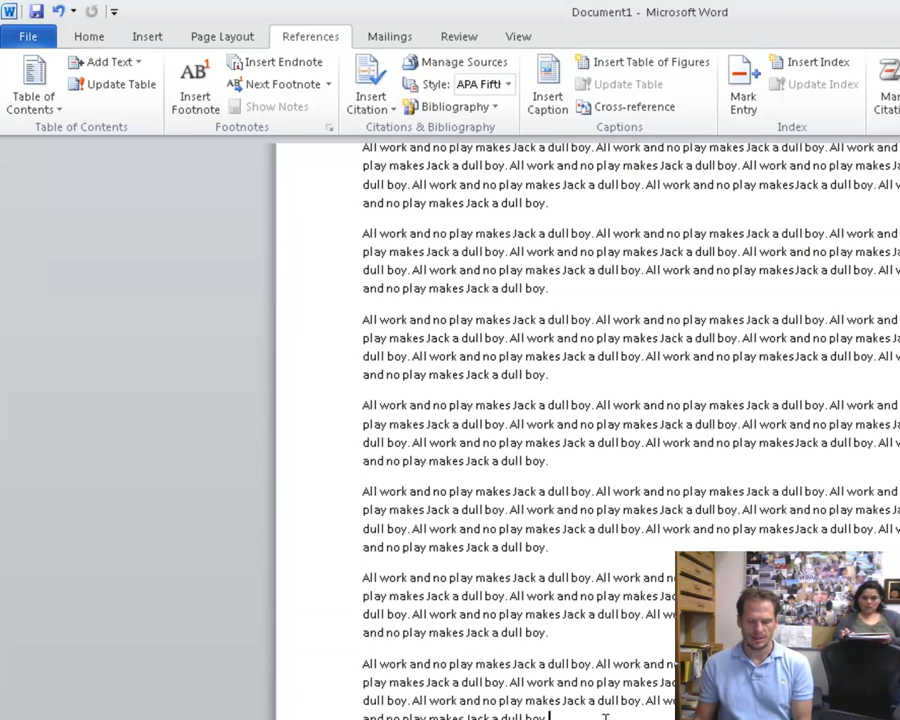 Document1 - Microsoft Word
File Home Insert Page Layout References Mailings Review View
Table of Contents
Add Text
Update Table
Table of Contents
AB1 Insert Footnote
Insert Endnote
AB1 Next Footnote
Show Notes
Footnotes
Insert Citation
Manage Sources
Style: APA Fifth
Bibliography
Citations & Bibliography
Insert Caption
Insert Table of Figures
Update Table
Cross-reference
Captions
Mark Entry
Insert Index
Update Index
Index
All work and no play makes Jack a dull boy. All work and no play makes Jack a dull boy. All work and
play makes Jack a dull boy. All work and no play makes Jack a dull boy. All work and no play makes Ja
dull boy. All work and no play makes Jack a dull boy. All work and no play makes Jack a dull boy. All w
and no play makes Jack a dull boy.
All work and no play makes Jack a dull boy. All work and no play makes Jack a dull boy. All work and
play makes Jack a dull boy. All work and no play makes Jack a dull boy. All work and no play makes Ja
dull boy. All work and no play makes Jack a dull boy. All work and no play makes Jack a dull boy. All w
and no play makes Jack a dull boy.
All work and no play makes Jack a dull boy. All work and no play makes Jack a dull boy. All work and
play makes Jack a dull boy. All work and no play makes Jack a dull boy. All work and no play makes Ja
dull boy. All work and no play makes Jack a dull boy. All work and no play makes Jack a dull boy. All w
and no play makes Jack a dull boy.
All work and no play makes Jack a dull boy. All work and no play makes Jack a dull boy. All work and
play makes Jack a dull boy. All work and no play makes Jack a dull boy. All work and no play makes Ja
dull boy. All work and no play makes Jack a dull boy. All work and no play makes Jack a dull boy. All w
and no play makes Jack a dull boy.
All work and no play makes Jack a dull boy. All work and no play makes Jack a dull boy. All work and
play makes Jack a dull boy. All work and no play makes Jack a dull boy. All work and no play makes Ja
dull boy. All work and no play makes Jack a dull boy. All work and no play makes Jack a dull boy. All w
and no play makes Jack a dull boy.
All work and no play makes Jack a dull boy. All work and n
play makes Jack a dull boy. All work and no play makes Jac
dull boy. All work and no play makes Jack a dull boy. All w
and no play makes Jack a dull boy.
All work and no play makes Jack a dull boy. All work and n
play makes Jack a dull boy. All work and no play makes Jac
dull boy. All work and no play makes Jack a dull boy. All w
and no play makes Jack a dull boy.